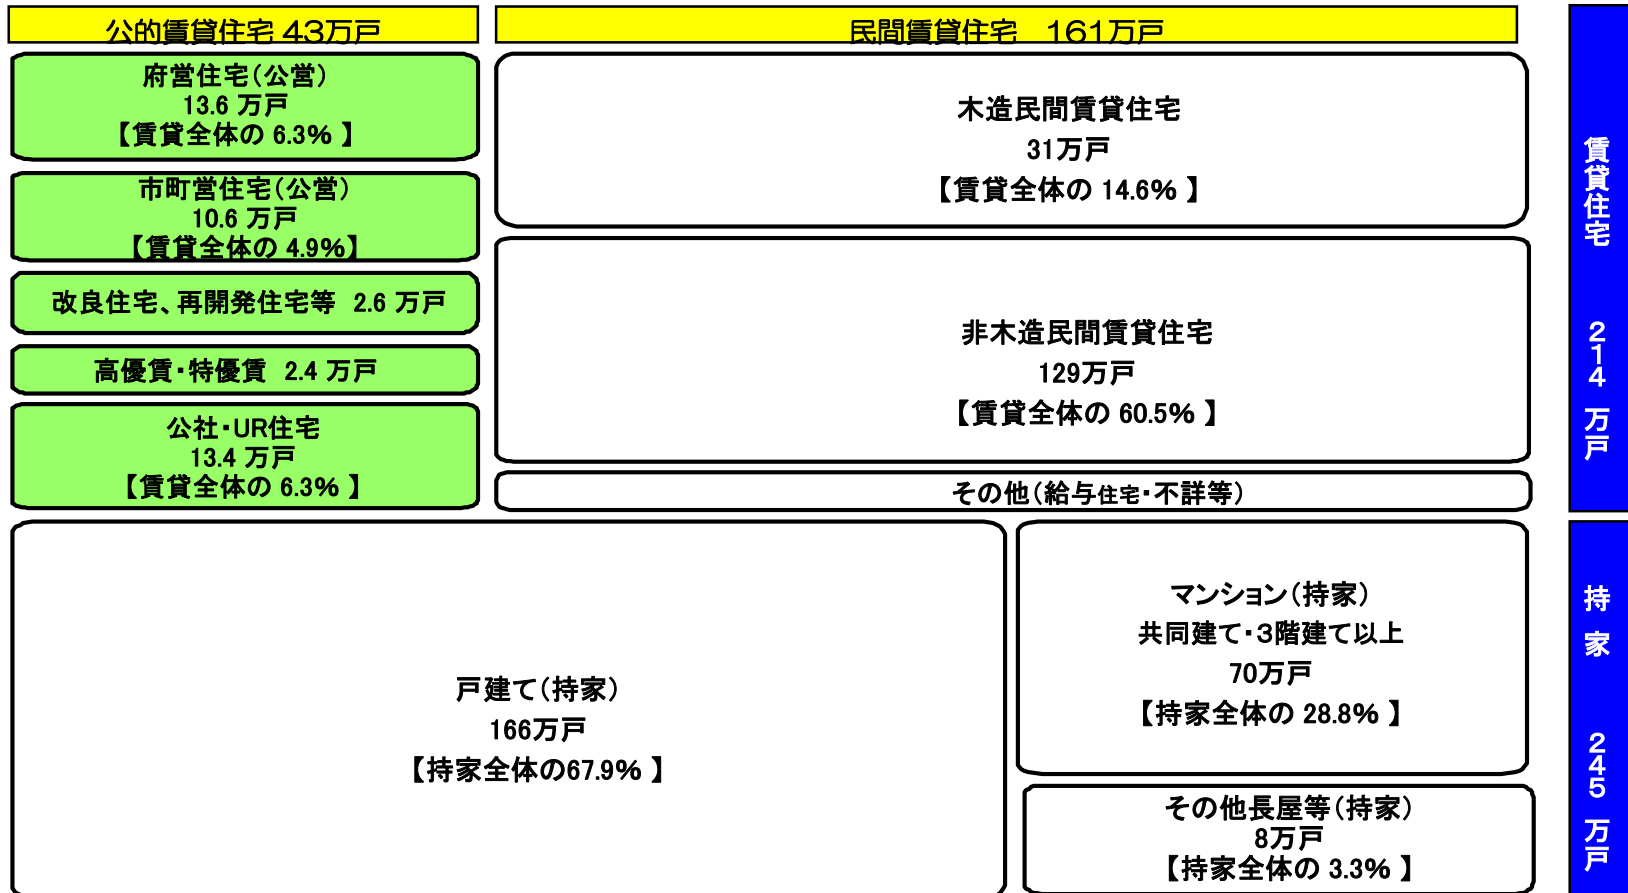 公的賃貸住宅 43万戸
府営住宅(公営)
13.6 万戸
【賃貸全体の 6.3% 】
市町営住宅(公営)
10.6 万戸
【賃貸全体の 4.9%】
改良住宅、再開発住宅等 2.6 万戸
高優賃・特優賃 2.4 万戸
公社・UR住宅
13.4 万戸
【賃貸全体の 6.3% 】
民間賃貸住宅 161万戸
木造民間賃貸住宅
31万戸
【賃貸全体の 14.6% 】
非木造民間賃貸住宅
129万戸
【賃貸全体の 60.5% 】
その他(給与住宅・不詳等)
賃貸住宅 214 万戸
戸建て(持家)
166万戸
【持家全体の67.9% 】
マンション(持家)
共同建て・3階建て以上
70万戸
【持家全体の 28.8% 】
その他長屋等(持家)
8万戸
【持家全体の 3.3% 】
持家 245 万戸